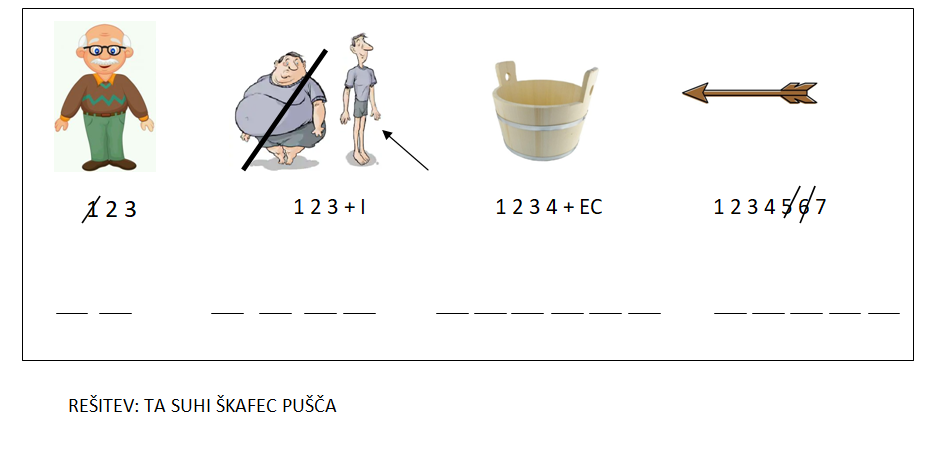 1 2 3 1 2 3 + I 1 2 3 4 + EC 1 2 3 4 5 6 7
REŠITEV: TA SUHI ŠKAFEC PUŠČA